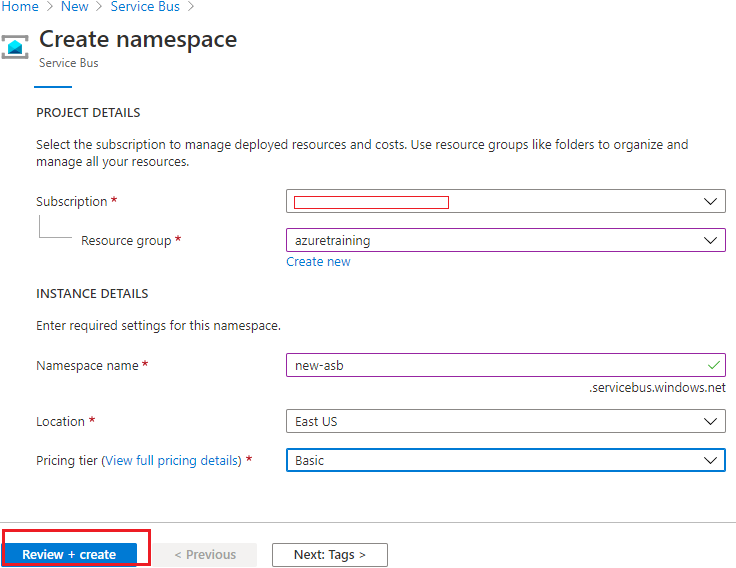 Home > New > Service Bus >
Create namespace
Service Bus
PROJECT DETAILS
Select the subscription to manage deployed resources and costs. Use resource groups like folders to organize and
manage all your resources.
Subscription *
Resource group *
azuretraining
Create new
INSTANCE DETAILS
Enter required settings for this namespace.
Namespace name *
new-asb
.servicebus.windows.net
Location *
East US
Pricing tier (View full pricing details) *
Basic
Review + create
< Previous
Next: Tags >